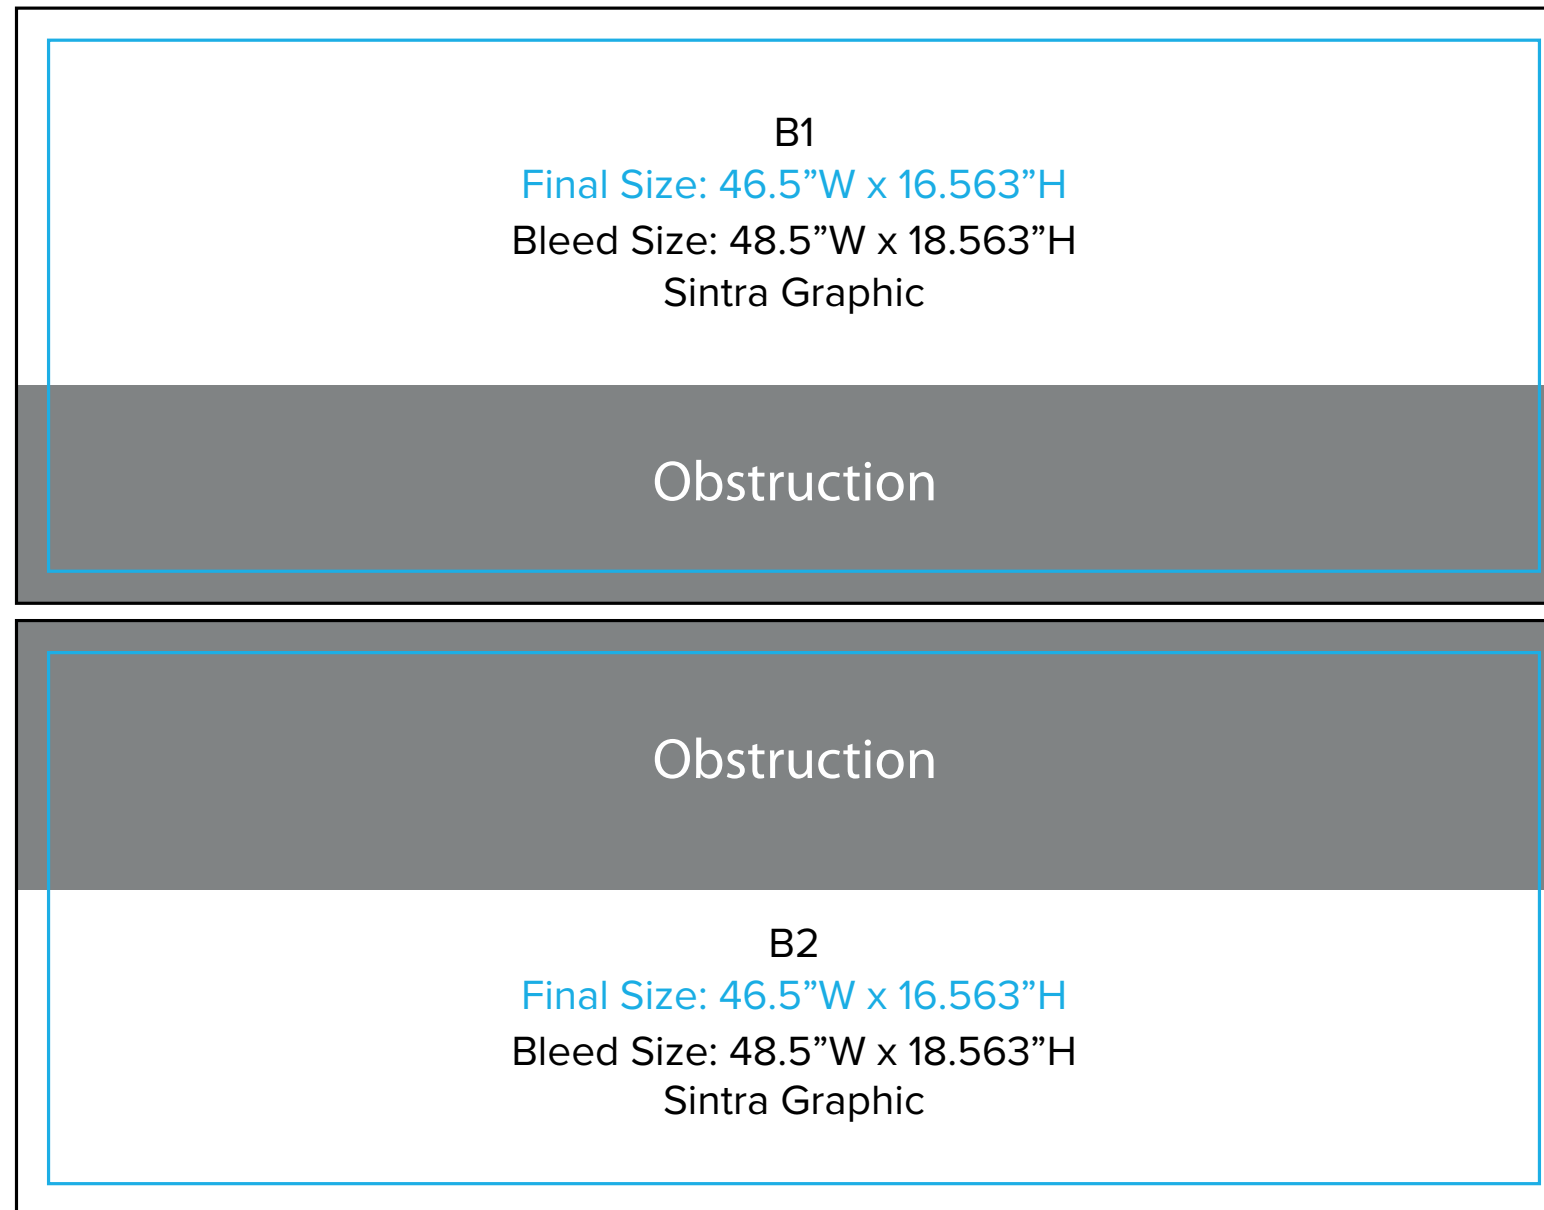 B1
Final Size: 46.5”W x 16.563”H
Bleed Size: 48.5”W x 18.563”H
Sintra Graphic
Obstruction
Obstruction
B2
Final Size: 46.5”W x 16.563”H
Bleed Size: 48.5”W x 18.563”H
Sintra Graphic